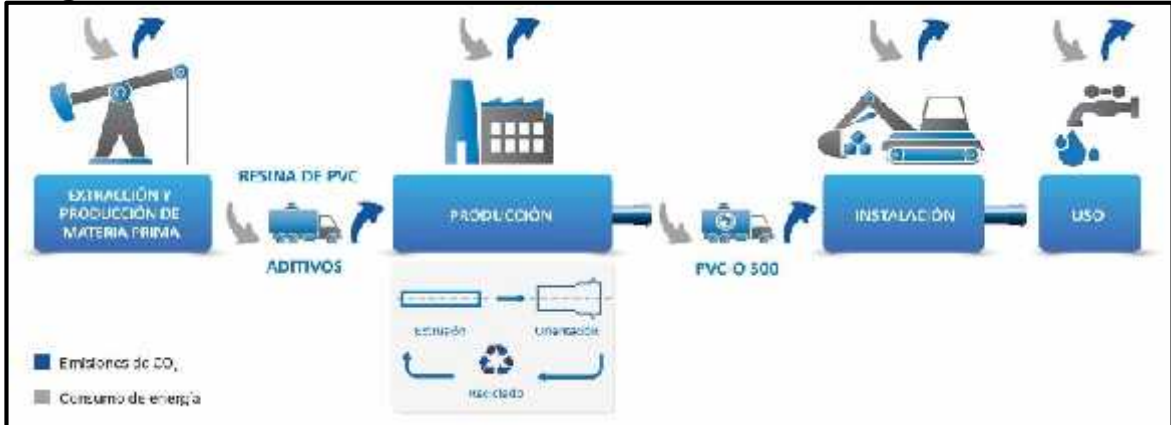 EXTRACCIÓN Y
PRODUCCIÓN DE
MATERIA PRIMA
RESINA DE PVC
ADITIVOS
PRODUCCIÓN
Extrusión
Orientación
Reciclado
PVC O 500
INSTALACIÓN
USO
Emisiones de CO₂
Consumo de energía